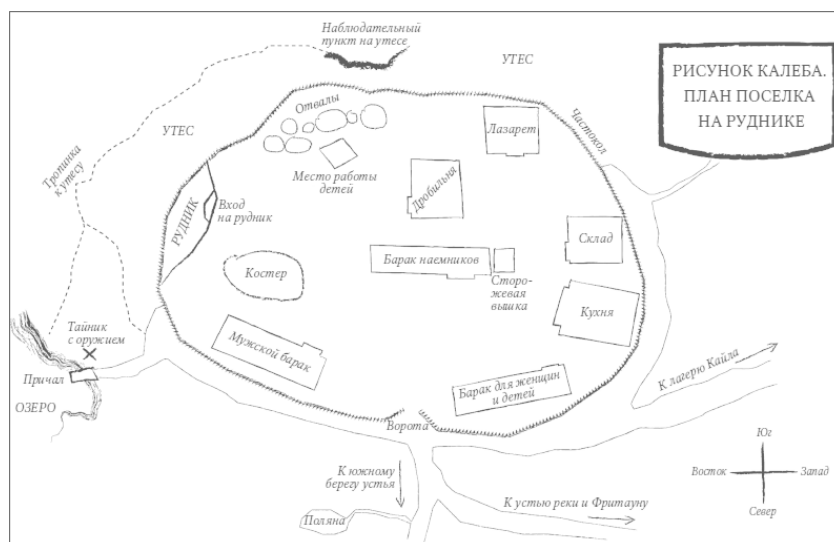 Наблюдательный
пункт на утесе
УТЕС
РИСУНОК КАЛЕБА.
ПЛАН ПОСЕЛКА
НА РУДНИКЕ
Отвалы
УТЕС
Частокол
Лазарет
Тропинка
к утесу
Место работы
детей
Дробильня
РУДНИК
Вход
на рудник
Склад
Барак наемников
Костер
Сторо-
жевая
вышка
Кухня
Тайник
с оружием
Мужской барак
Причал
К лагерю Кайла
Барак для женщин
и детей
ОЗЕРО
Ворота
Юг
К южному
берегу устья
Восток
Запад
К устью реки и Фритауну
Север
Поляна